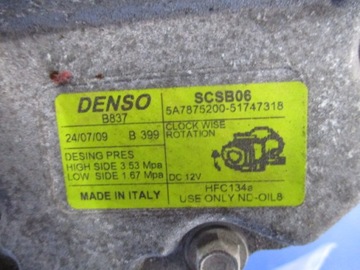 DENSO
B837
24/07/09 B 399
DESING PRES
HIGH SIDE 3.53 Mpa
LOW SIDE 1.67 Mpa
MADE IN ITALY
SCSB06
5A7875200-51747318
CLOCK WISE
ROTATION
DC 12V
HFC134a
USE ONLY ND-OIL8